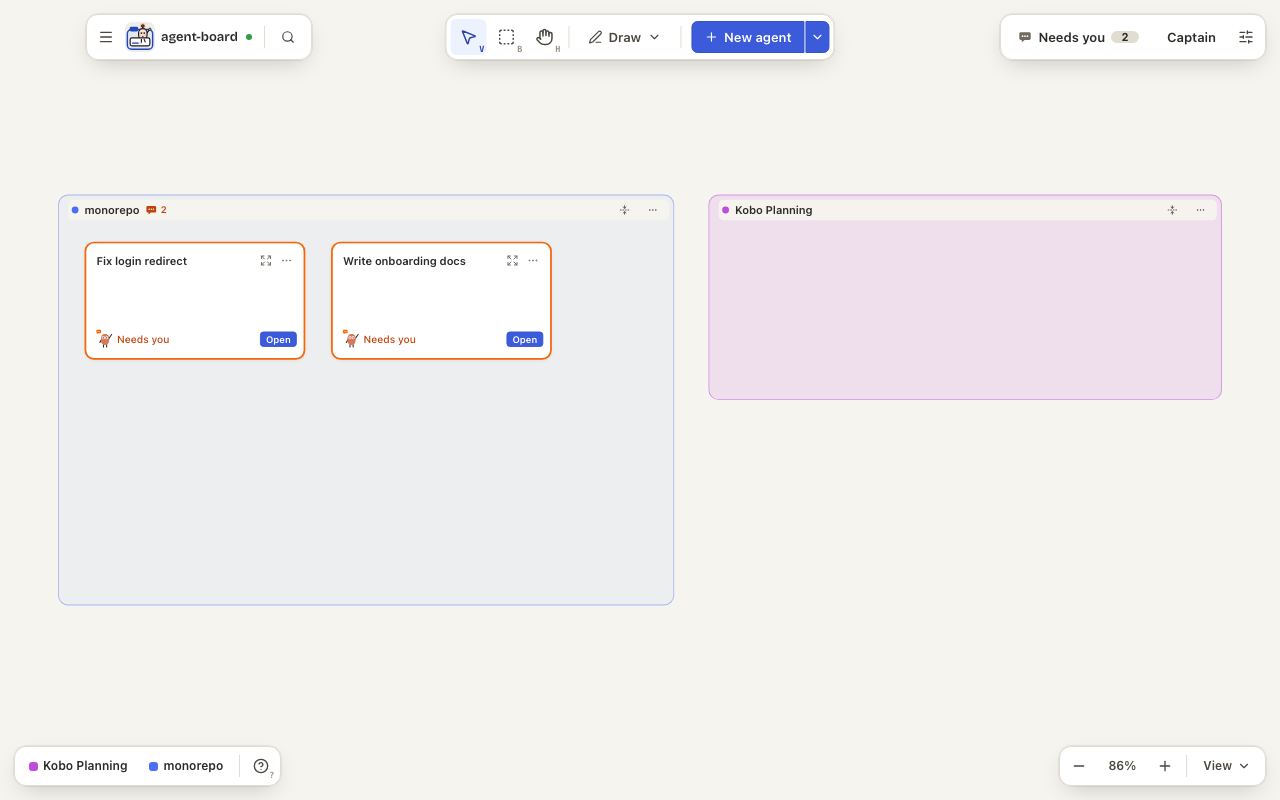 agent-board
V
B
H
Draw
New agent
Needs you 2
Captain
monorepo 2
Kobo Planning
Fix login redirect
Needs you
Open
Write onboarding docs
Needs you
Open
Kobo Planning
monorepo
?
86%
View